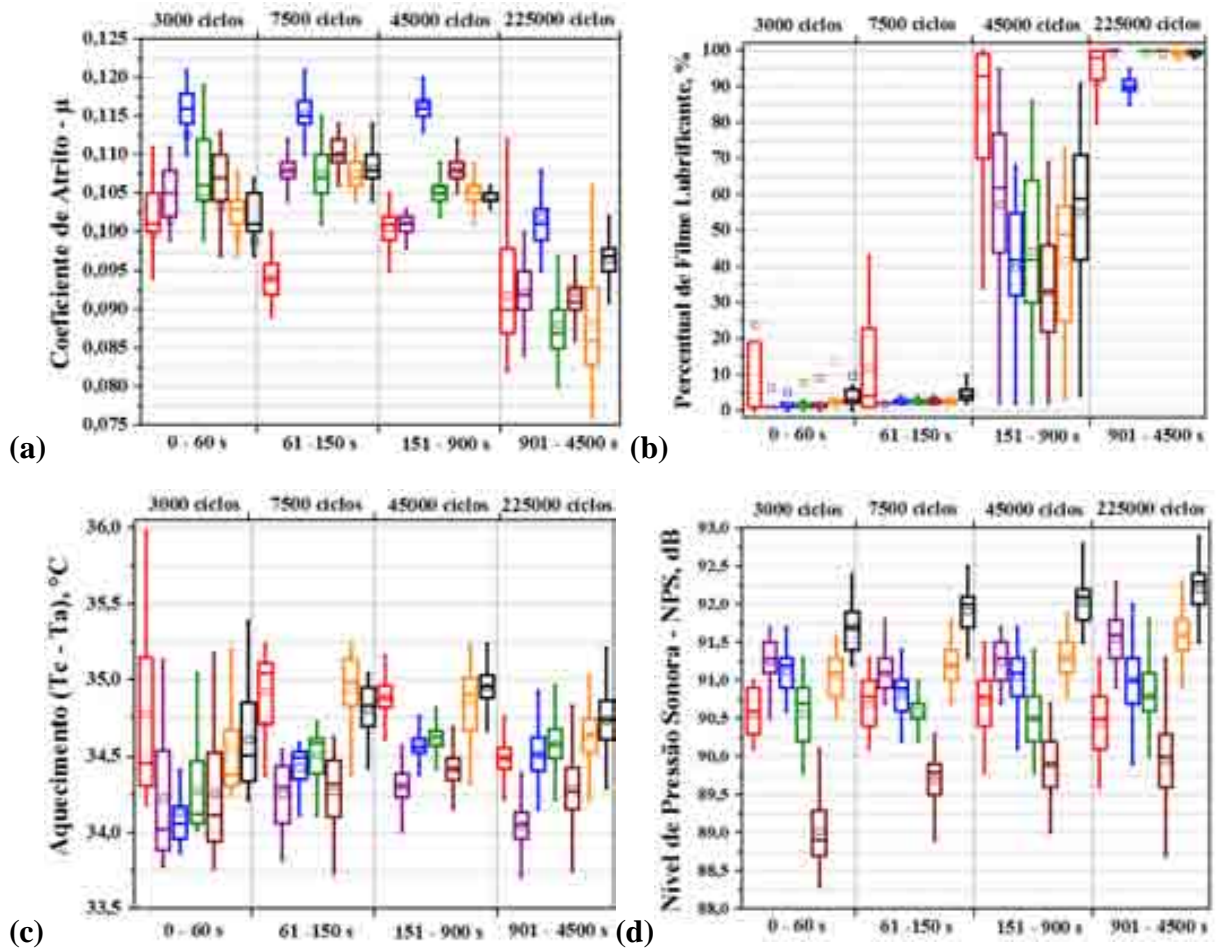 3000 ciclos 7500 ciclos 45000 ciclos 225000 ciclos
0,125
0,120
0,115
0,110
0,105
0,100
0,095
0,090
0,085
0,080
0,075
Coeficiente de Atrito - μ
0 - 60 s 61 -150 s 151 - 900 s 901 - 4500 s
(a)
3000 ciclos 7500 ciclos 45000 ciclos 225000 ciclos
100
90
80
70
60
50
40
30
20
10
0
Percentual de Filme Lubrificante, %
0 - 60 s 61 -150 s 151 - 900 s 901 - 4500 s
(b)
3000 ciclos 7500 ciclos 45000 ciclos 225000 ciclos
36,0
35,5
35,0
34,5
34,0
33,5
Aquecimento (Tc - Ta), °C
0 - 60 s 61 -150 s 151 - 900 s 901 - 4500 s
(c)
3000 ciclos 7500 ciclos 45000 ciclos 225000 ciclos
93,0
92,5
92,0
91,5
91,0
90,5
90,0
89,5
89,0
88,5
88,0
Nível de Pressão Sonora - NPS, dB
0 - 60 s 61 -150 s 151 - 900 s 901 - 4500 s
(d)